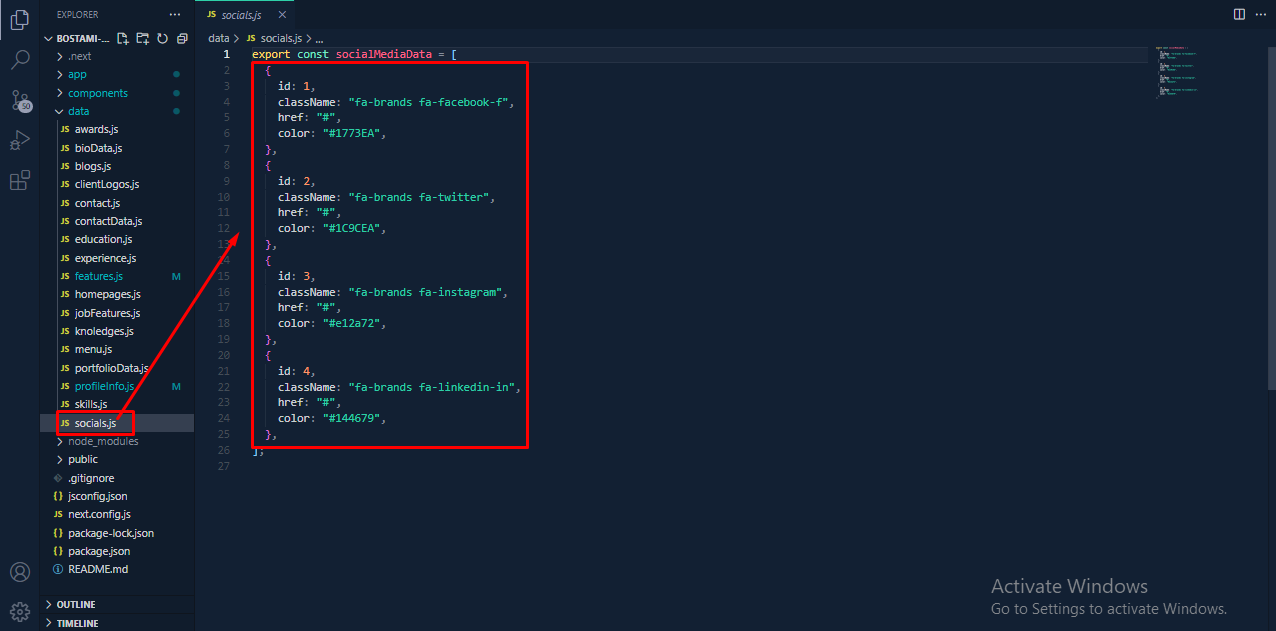 EXPLORER
BOSTAMI-...
.next
app
components
data
JS awards.js
JS bioData.js
JS blogs.js
JS clientLogos.js
JS contact.js
JS contactData.js
JS education.js
JS experience.js
JS features.js M
JS homepages.js
JS jobFeatures.js
JS knoledges.js
JS menu.js
JS portfolioData.js
JS profileInfo.js M
JS skills.js
JS socials.js
node_modules
public
.gitignore
{} jsconfig.json
JS next.config.js
{} package-lock.json
{} package.json
README.md
OUTLINE
TIMELINE
50
JS socials.js
data > JS socials.js > ...
1 export const socialMediaData = [
2 {
3 id: 1,
4 className: "fa-brands fa-facebook-f",
5 href: "#",
6 color: "#1773EA",
7 },
8 {
9 id: 2,
10 className: "fa-brands fa-twitter",
11 href: "#",
12 color: "#1C9CEA",
13 },
14 {
15 id: 3,
16 className: "fa-brands fa-instagram",
17 href: "#",
18 color: "#e12a72",
19 },
20 {
21 id: 4,
22 className: "fa-brands fa-linkedin-in",
23 href: "#",
24 color: "#144679",
25 },
26 ];
27
Activate Windows
Go to Settings to activate Windows.